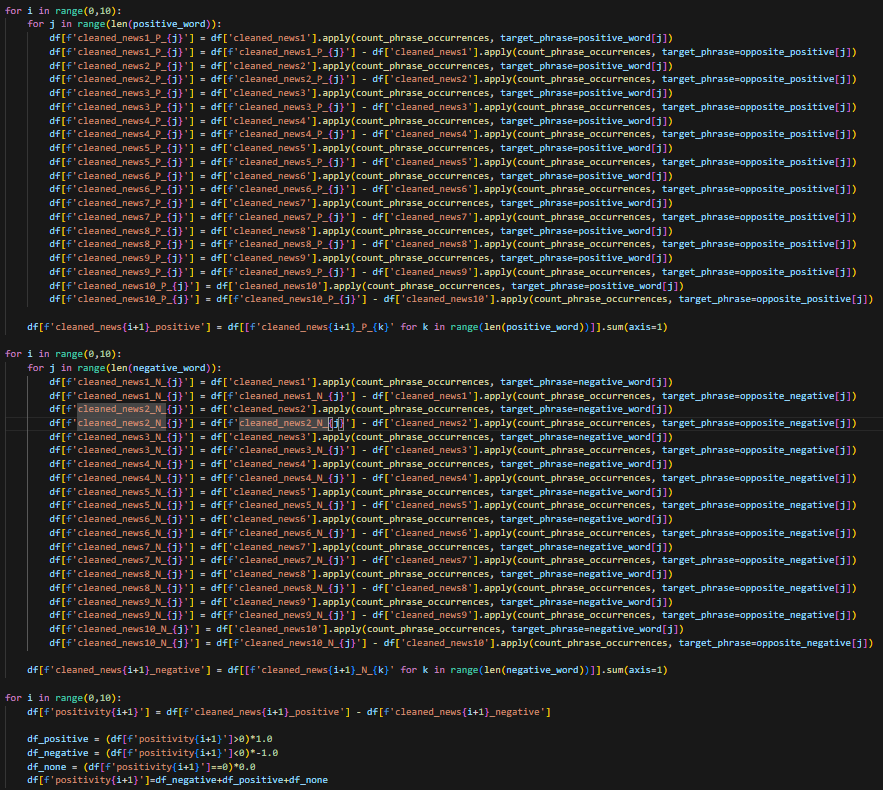 for i in range(0,10):
for j in range(len(positive_word)):
df[f'cleaned_news1_P_{j}'] = df['cleaned_news1'].apply(count_phrase_occurrences, target_phrase=positive_word[j])
df[f'cleaned_news1_P_{j}'] = df[f'cleaned_news1_P_{j}'] - df['cleaned_news1'].apply(count_phrase_occurrences, target_phrase=opposite_positive[j])
df[f'cleaned_news2_P_{j}'] = df['cleaned_news2'].apply(count_phrase_occurrences, target_phrase=positive_word[j])
df[f'cleaned_news2_P_{j}'] = df[f'cleaned_news2_P_{j}'] - df['cleaned_news2'].apply(count_phrase_occurrences, target_phrase=opposite_positive[j])
df[f'cleaned_news3_P_{j}'] = df['cleaned_news3'].apply(count_phrase_occurrences, target_phrase=positive_word[j])
df[f'cleaned_news3_P_{j}'] = df[f'cleaned_news3_P_{j}'] - df['cleaned_news3'].apply(count_phrase_occurrences, target_phrase=opposite_positive[j])
df[f'cleaned_news4_P_{j}'] = df['cleaned_news4'].apply(count_phrase_occurrences, target_phrase=positive_word[j])
df[f'cleaned_news4_P_{j}'] = df[f'cleaned_news4_P_{j}'] - df['cleaned_news4'].apply(count_phrase_occurrences, target_phrase=opposite_positive[j])
df[f'cleaned_news5_P_{j}'] = df['cleaned_news5'].apply(count_phrase_occurrences, target_phrase=positive_word[j])
df[f'cleaned_news5_P_{j}'] = df[f'cleaned_news5_P_{j}'] - df['cleaned_news5'].apply(count_phrase_occurrences, target_phrase=opposite_positive[j])
df[f'cleaned_news6_P_{j}'] = df['cleaned_news6'].apply(count_phrase_occurrences, target_phrase=positive_word[j])
df[f'cleaned_news6_P_{j}'] = df[f'cleaned_news6_P_{j}'] - df['cleaned_news6'].apply(count_phrase_occurrences, target_phrase=opposite_positive[j])
df[f'cleaned_news7_P_{j}'] = df['cleaned_news7'].apply(count_phrase_occurrences, target_phrase=positive_word[j])
df[f'cleaned_news7_P_{j}'] = df[f'cleaned_news7_P_{j}'] - df['cleaned_news7'].apply(count_phrase_occurrences, target_phrase=opposite_positive[j])
df[f'cleaned_news8_P_{j}'] = df['cleaned_news8'].apply(count_phrase_occurrences, target_phrase=positive_word[j])
df[f'cleaned_news8_P_{j}'] = df[f'cleaned_news8_P_{j}'] - df['cleaned_news8'].apply(count_phrase_occurrences, target_phrase=opposite_positive[j])
df[f'cleaned_news9_P_{j}'] = df['cleaned_news9'].apply(count_phrase_occurrences, target_phrase=positive_word[j])
df[f'cleaned_news9_P_{j}'] = df[f'cleaned_news9_P_{j}'] - df['cleaned_news9'].apply(count_phrase_occurrences, target_phrase=opposite_positive[j])
df[f'cleaned_news10_P_{j}'] = df['cleaned_news10'].apply(count_phrase_occurrences, target_phrase=positive_word[j])
df[f'cleaned_news10_P_{j}'] = df[f'cleaned_news10_P_{j}'] - df['cleaned_news10'].apply(count_phrase_occurrences, target_phrase=opposite_positive[j])
df[f'cleaned_news{i+1}_positive'] = df[[f'cleaned_news{i+1}_P_{k}' for k in range(len(positive_word))]].sum(axis=1)
for i in range(0,10):
for j in range(len(negative_word)):
df[f'cleaned_news1_N_{j}'] = df['cleaned_news1'].apply(count_phrase_occurrences, target_phrase=negative_word[j])
df[f'cleaned_news1_N_{j}'] = df[f'cleaned_news1_N_{j}'] - df['cleaned_news1'].apply(count_phrase_occurrences, target_phrase=opposite_negative[j])
df[f'cleaned_news2_N_{j}'] = df['cleaned_news2'].apply(count_phrase_occurrences, target_phrase=negative_word[j])
df[f'cleaned_news2_N_{j}'] = df[f'cleaned_news2_N_{j}'] - df['cleaned_news2'].apply(count_phrase_occurrences, target_phrase=opposite_negative[j])
df[f'cleaned_news3_N_{j}'] = df['cleaned_news3'].apply(count_phrase_occurrences, target_phrase=negative_word[j])
df[f'cleaned_news3_N_{j}'] = df[f'cleaned_news3_N_{j}'] - df['cleaned_news3'].apply(count_phrase_occurrences, target_phrase=opposite_negative[j])
df[f'cleaned_news4_N_{j}'] = df['cleaned_news4'].apply(count_phrase_occurrences, target_phrase=negative_word[j])
df[f'cleaned_news4_N_{j}'] = df[f'cleaned_news4_N_{j}'] - df['cleaned_news4'].apply(count_phrase_occurrences, target_phrase=opposite_negative[j])
df[f'cleaned_news5_N_{j}'] = df['cleaned_news5'].apply(count_phrase_occurrences, target_phrase=negative_word[j])
df[f'cleaned_news5_N_{j}'] = df[f'cleaned_news5_N_{j}'] - df['cleaned_news5'].apply(count_phrase_occurrences, target_phrase=opposite_negative[j])
df[f'cleaned_news6_N_{j}'] = df['cleaned_news6'].apply(count_phrase_occurrences, target_phrase=negative_word[j])
df[f'cleaned_news6_N_{j}'] = df[f'cleaned_news6_N_{j}'] - df['cleaned_news6'].apply(count_phrase_occurrences, target_phrase=opposite_negative[j])
df[f'cleaned_news7_N_{j}'] = df['cleaned_news7'].apply(count_phrase_occurrences, target_phrase=negative_word[j])
df[f'cleaned_news7_N_{j}'] = df[f'cleaned_news7_N_{j}'] - df['cleaned_news7'].apply(count_phrase_occurrences, target_phrase=opposite_negative[j])
df[f'cleaned_news8_N_{j}'] = df['cleaned_news8'].apply(count_phrase_occurrences, target_phrase=negative_word[j])
df[f'cleaned_news8_N_{j}'] = df[f'cleaned_news8_N_{j}'] - df['cleaned_news8'].apply(count_phrase_occurrences, target_phrase=opposite_negative[j])
df[f'cleaned_news9_N_{j}'] = df['cleaned_news9'].apply(count_phrase_occurrences, target_phrase=negative_word[j])
df[f'cleaned_news9_N_{j}'] = df[f'cleaned_news9_N_{j}'] - df['cleaned_news9'].apply(count_phrase_occurrences, target_phrase=opposite_negative[j])
df[f'cleaned_news10_N_{j}'] = df['cleaned_news10'].apply(count_phrase_occurrences, target_phrase=negative_word[j])
df[f'cleaned_news10_N_{j}'] = df[f'cleaned_news10_N_{j}'] - df['cleaned_news10'].apply(count_phrase_occurrences, target_phrase=opposite_negative[j])
df[f'cleaned_news{i+1}_negative'] = df[[f'cleaned_news{i+1}_N_{k}' for k in range(len(negative_word))]].sum(axis=1)
for i in range(0,10):
df[f'positivity{i+1}'] = df[f'cleaned_news{i+1}_positive'] - df[f'cleaned_news{i+1}_negative']
df_positive = (df[f'positivity{i+1}']>0)*1.0
df_negative = (df[f'positivity{i+1}']<0)*-1.0
df_none = (df[f'positivity{i+1}']==0)*0.0
df[f'positivity{i+1}']=df_negative+df_positive+df_none